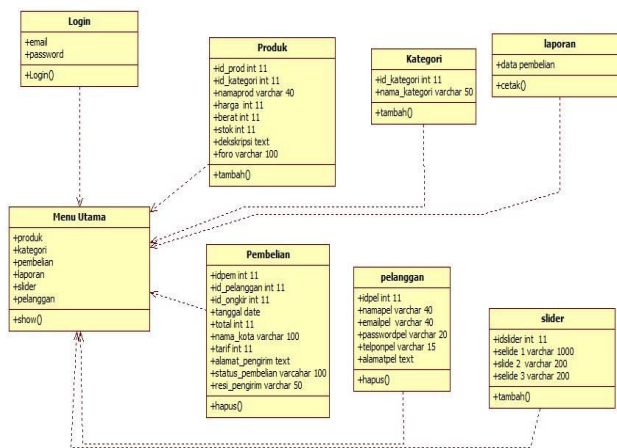 Login
+email
+password
+Login()
Produk
+id_prod int 11
+id_kategori int 11
+namaprod varchar 40
+harga int 11
+berat int 11
+stok int 11
+dekskripsi text
+foro varchar 100
+tambah()
Kategori
+id_kategori int 11
+nama_kategori varchar 50
+tambah()
laporan
+data pembelian
+cetak()
Menu Utama
+produk
+kategori
+pembelian
+laporan
+slider
+pelanggan
+show()
Pembelian
+idpem int 11
+id_pelanggan int 11
+id_ongkir int 11
+tanggal date
+total int 11
+nama_kota varchar 100
+tarif int 11
+alamat_pengirim text
+status_pembelian varcahar 100
+resi_pengirim varchar 50
+hapus()
pelanggan
+idpel int 11
+namapel varchar 40
+emailpel varchar 40
+passwordpel varchar 20
+telponpel varchar 15
+alamatpel text
+hapus()
slider
+idslider int 11
+selide 1 varchar 1000
+slide 2 varchar 200
+selide 3 varchar 200
+tambah()